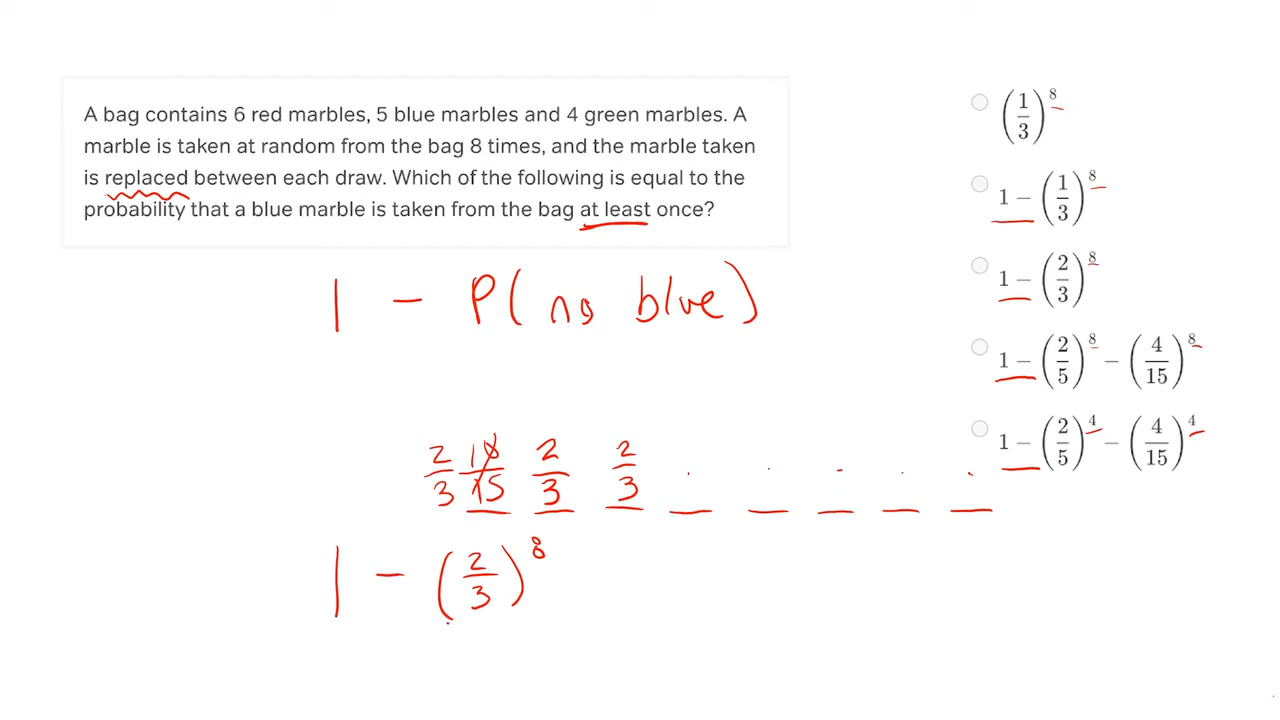 A bag contains 6 red marbles, 5 blue marbles and 4 green marbles. A
marble is taken at random from the bag 8 times, and the marble taken
is replaced between each draw. Which of the following is equal to the
probability that a blue marble is taken from the bag at least once?
(1/3)^8
1 − (1/3)^8
1 − (2/3)^8
1 − (2/5)^8 − (4/15)^8
1 − (2/5)^4 − (4/15)^4
1 − P(no blue)
2/3 10/15 2/3 2/3
1 − (2/3)^8